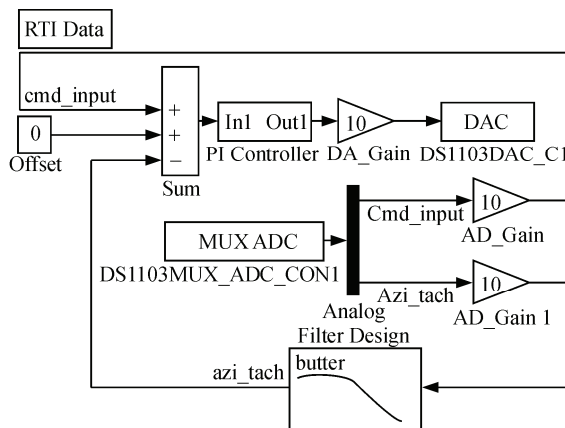 RTI Data
cmd_input
+
+
−
0
Offset
Sum
In1 Out1
PI Controller
10
DA_Gain
DAC
DS1103DAC_C1
MUX ADC
DS1103MUX_ADC_CON1
Analog
Cmd_input
10
AD_Gain
Azi_tach
10
AD_Gain 1
Filter Design
butter
azi_tach